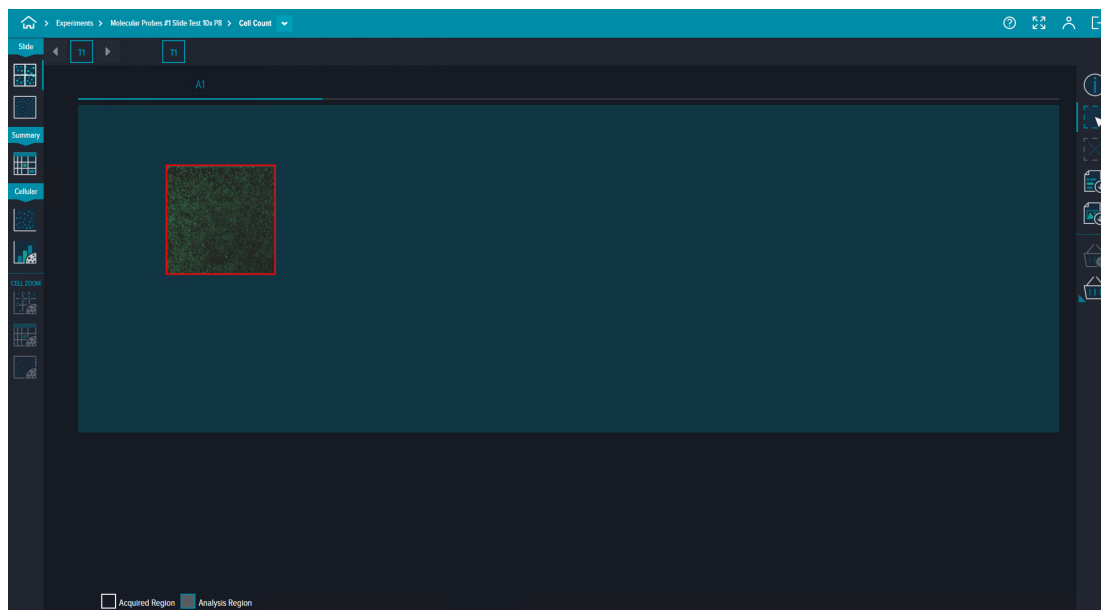 Experiments > Molecular Probes #1 Slide Test 10x P8 > Cell Count
Slide
T1
T1
A1
Summary
Cellular
CELL ZOOM
Acquired Region
Analysis Region